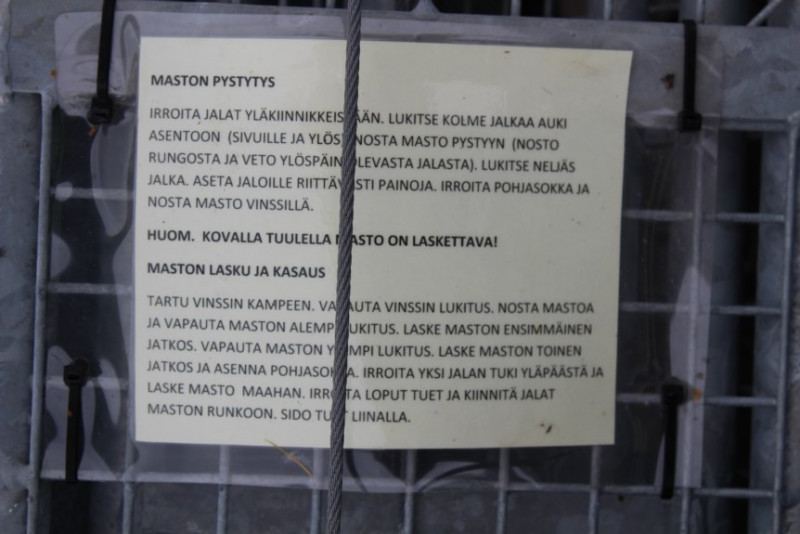 MASTON PYSTYTYS
IRROITA JALAT YLÄKIINNIKKEISTÄÄN. LUKITSE KOLME JALKAA AUKI
ASENTOON (SIVUILLE JA YLÖS) NOSTA MASTO PYSTYYN (NOSTO
RUNGOSTA JA VETO YLÖSPÄIN OLEVASTA JALASTA). LUKITSE NELJÄS
JALKA. ASETA JALOILLE RIITTÄVÄSTI PAINOJA. IRROITA POHJASOKKA JA
NOSTA MASTO VINSSILLÄ.
HUOM. KOVALLA TUULELLA MASTO ON LASKETTAVA!
MASTON LASKU JA KASAUS
TARTU VINSSIN KAMPEEN. VAPAUTA VINSSIN LUKITUS. NOSTA MASTOA
JA VAPAUTA MASTON ALEMPI LUKITUS. LASKE MASTON ENSIMMÄINEN
JATKOS. VAPAUTA MASTON YLEMPI LUKITUS. LASKE MASTON TOINEN
JATKOS JA ASENNA POHJASOKKA. IRROITA YKSI JALAN TUKI YLÄPÄÄSTÄ JA
LASKE MASTO MAAHAN. IRROITA LOPUT TUET JA KIINNITÄ JALAT
MASTON RUNKOON. SIDO TUET LIINALLA.